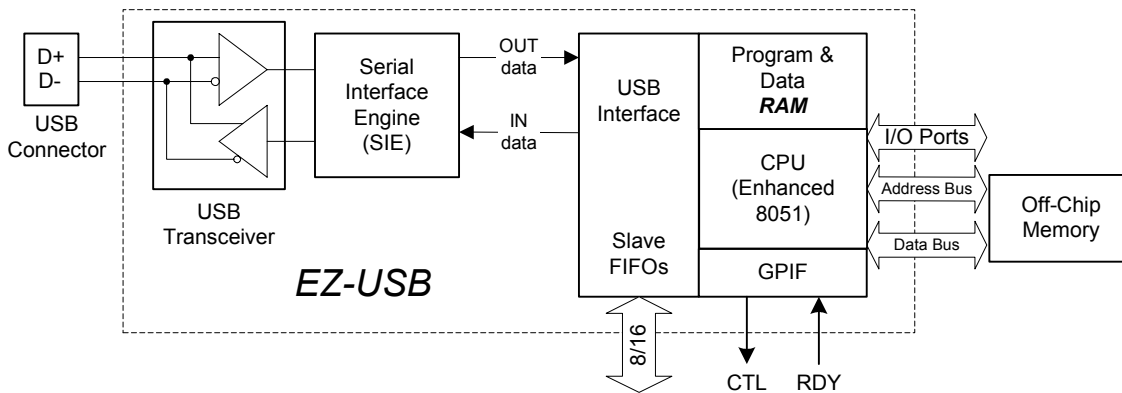 D+
D-
USB
Connector
USB
Transceiver
Serial
Interface
Engine
(SIE)
OUT
data
IN
data
EZ-USB
USB
Interface
Slave
FIFOs
Program &
Data
RAM
CPU
(Enhanced
8051)
GPIF
I/O Ports
Address Bus
Data Bus
Off-Chip
Memory
8/16
CTL
RDY